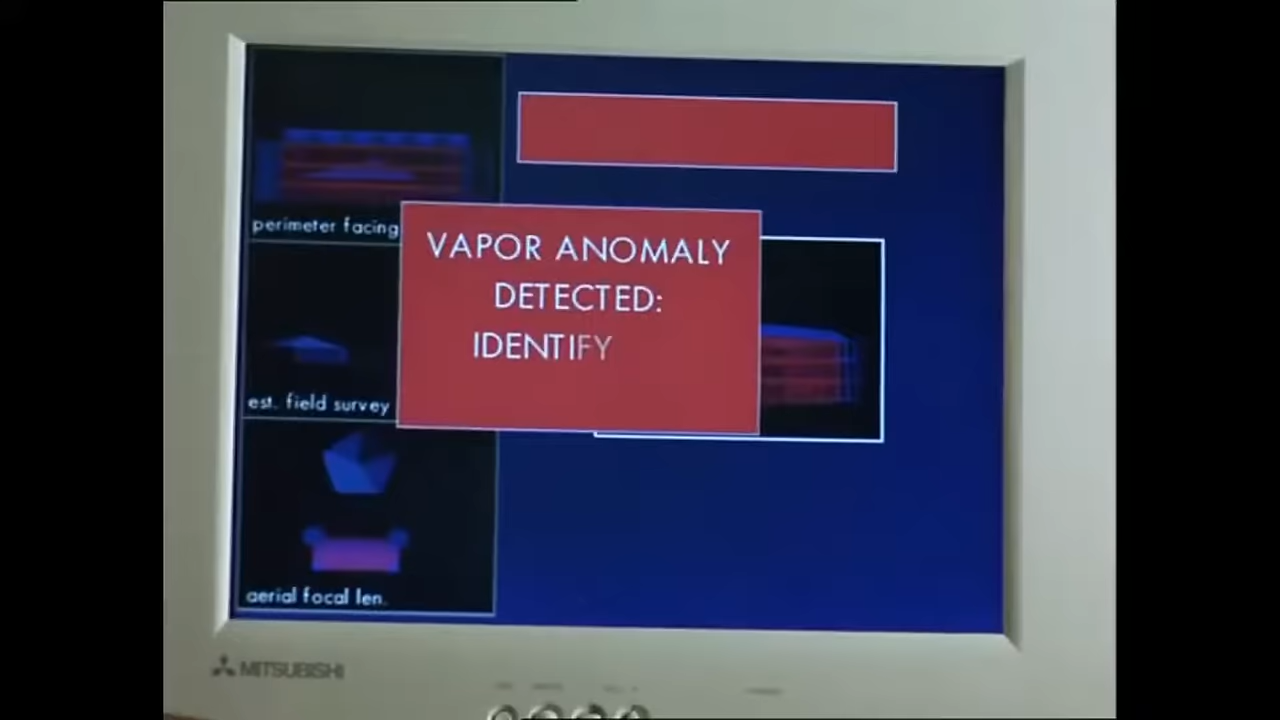 perimeter facing
VAPOR ANOMALY
DETECTED:
IDENTIFY
est. field survey
aerial focal len.
MITSUBISHI